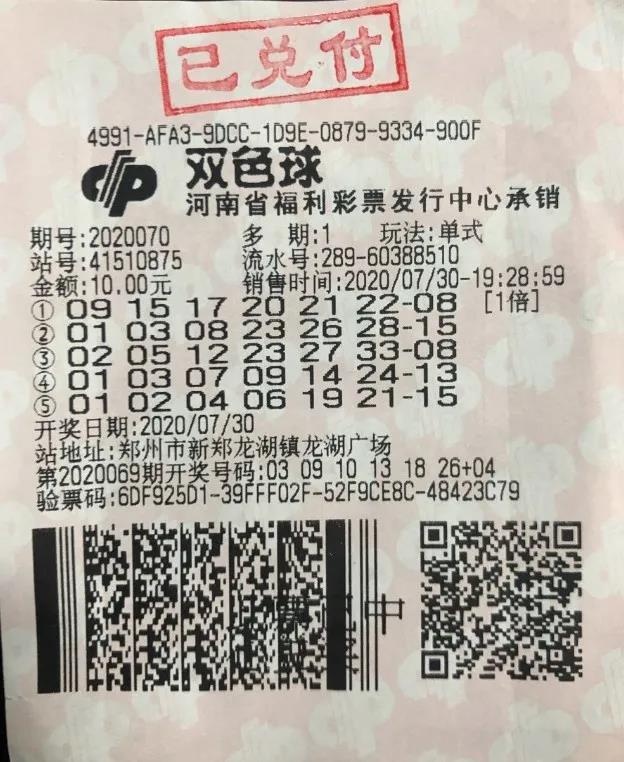 已兑付
4991-AFA3-9DCC-1D9E-0879-9334-900F
双色球
河南省福利彩票发行中心承销
期号:2020070 多 期:1 玩法:单式
站号:41510875 流水号:289-60388510
金额:10.00元 销售时间:2020/07/30-19:28:59
① 09 15 17 20 21 22-08 [1倍]
② 01 03 08 23 26 28-15
③ 02 05 12 23 27 33-08
④ 01 03 07 09 14 24-13
⑤ 01 02 04 06 19 21-15
开奖日期:2020/07/30
站地址:郑州市新郑龙湖镇龙湖广场
第2020069期开奖号码:03 09 10 13 18 26+04
验票码:6DF925D1-39FFF02F-52F9CE8C-48423C79